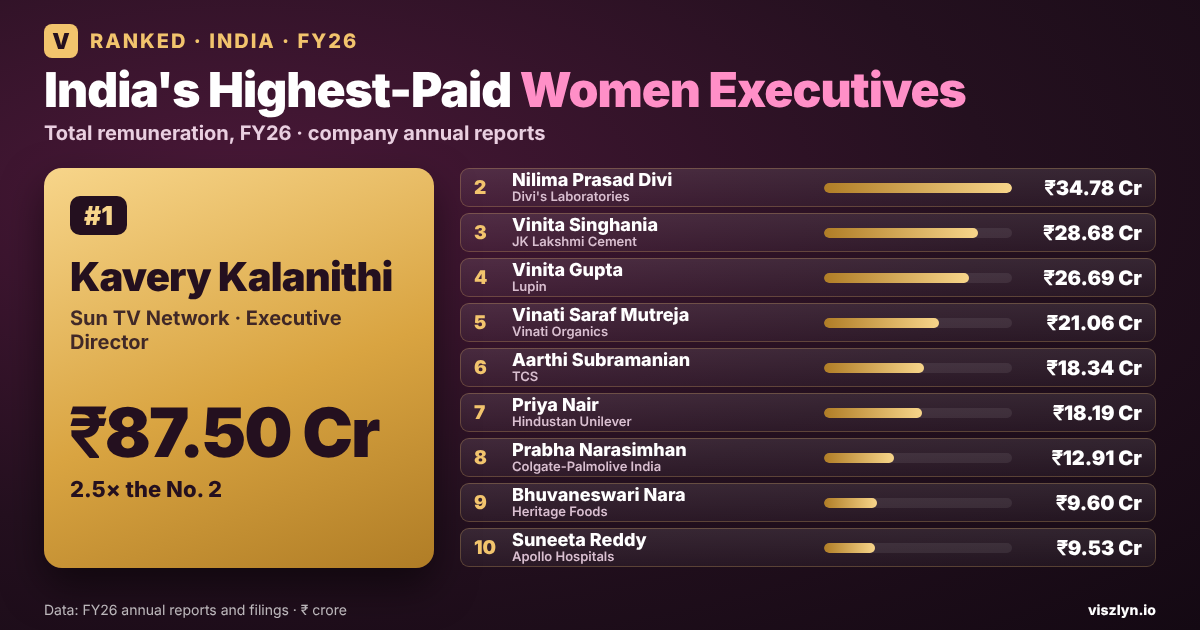 V RANKED · INDIA · FY26
India's Highest-Paid Women Executives
Total remuneration, FY26 · company annual reports
#1
Kavery Kalanithi
Sun TV Network · Executive
Director
₹87.50 Cr
2.5× the No. 2
2 Nilima Prasad Divi ₹34.78 Cr
Divi's Laboratories
3 Vinita Singhania ₹28.68 Cr
JK Lakshmi Cement
4 Vinita Gupta ₹26.69 Cr
Lupin
5 Vinati Saraf Mutreja ₹21.06 Cr
Vinati Organics
6 Aarthi Subramanian ₹18.34 Cr
TCS
7 Priya Nair ₹18.19 Cr
Hindustan Unilever
8 Prabha Narasimhan ₹12.91 Cr
Colgate-Palmolive India
9 Bhuvaneswari Nara ₹9.60 Cr
Heritage Foods
10 Suneeta Reddy ₹9.53 Cr
Apollo Hospitals
Data: FY26 annual reports and filings · ₹ crore
viszlyn.io